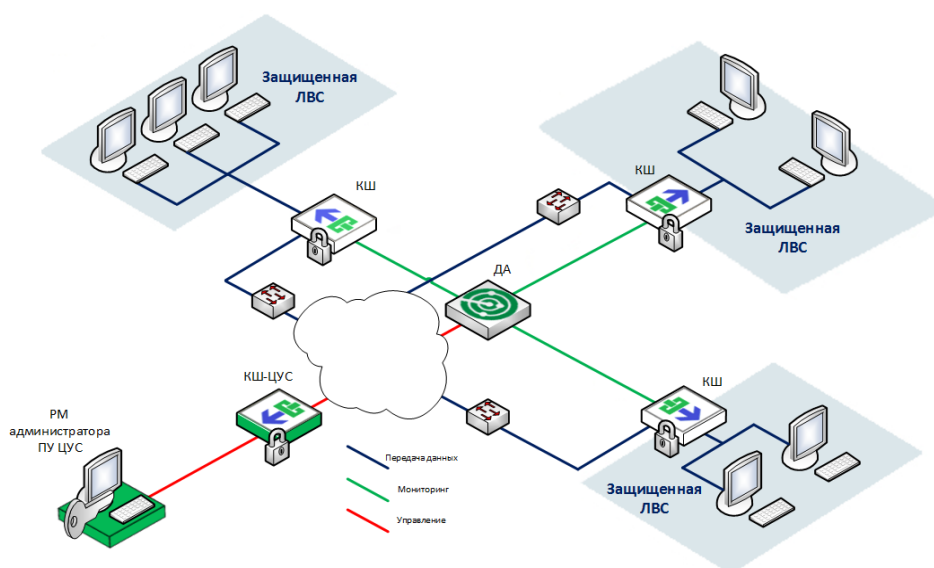 Защищенная
ЛВС
КШ
КШ
Защищенная
ЛВС
ДА
КШ-ЦУС
КШ
РМ
администратора
ПУ ЦУС
Передача данных
Мониторинг
Управление
Защищенная
ЛВС